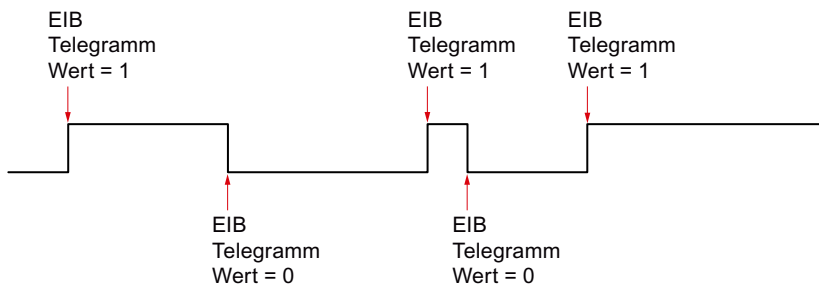 EIB
Telegramm
Wert = 1
EIB
Telegramm
Wert = 1
EIB
Telegramm
Wert = 1
EIB
Telegramm
Wert = 0
EIB
Telegramm
Wert = 0